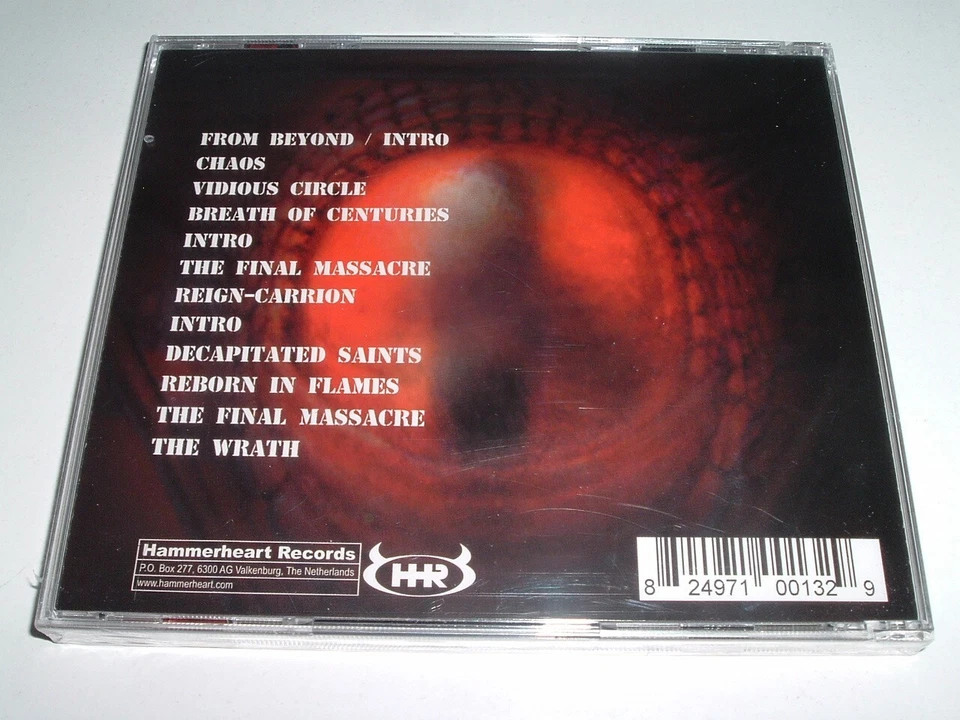 FROM BEYOND / INTRO
CHAOS
VIDIOUS CIRCLE
BREATH OF CENTURIES
INTRO
THE FINAL MASSACRE
REIGN-CARRION
INTRO
DECAPITATED SAINTS
REBORN IN FLAMES
THE FINAL MASSACRE
THE WRATH
Hammerheart Records
P.O. Box 277, 6300 AG Valkenburg, The Netherlands
www.hammerheart.com
HHR
8 24971 00132 9